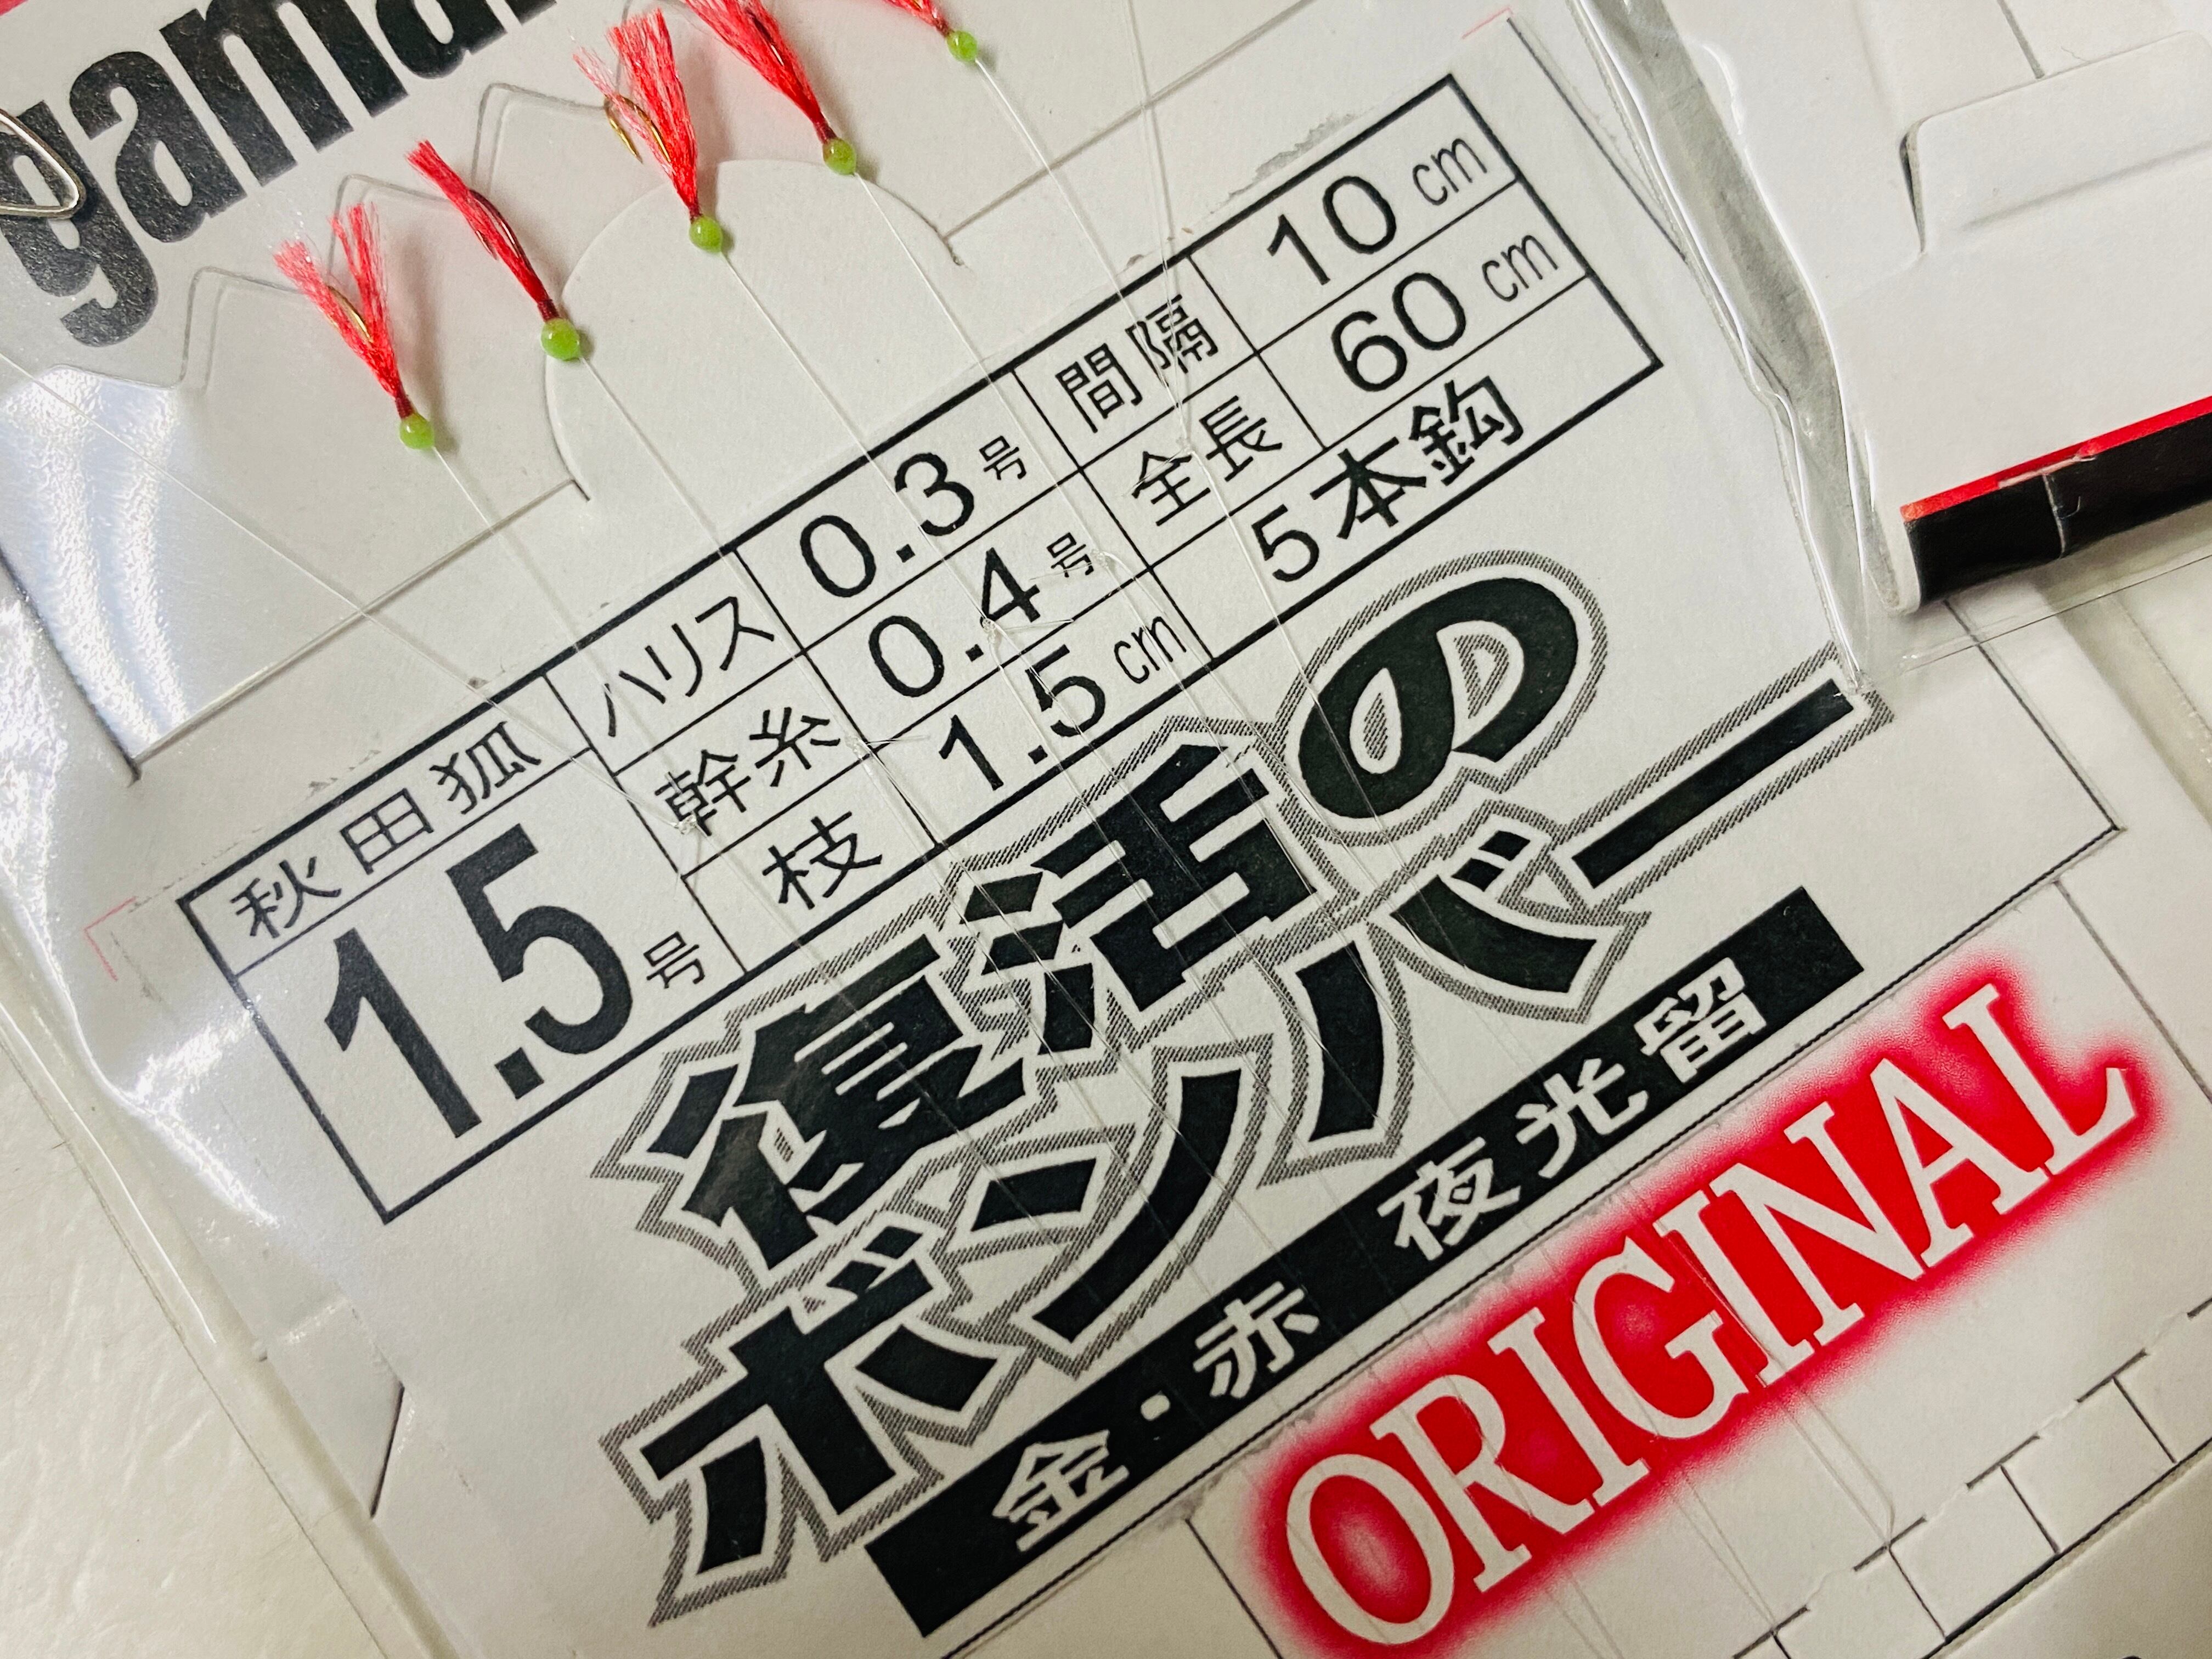 gama
秋田狐 ハリス 0.3号 間隔 10cm
1.5号 幹糸 0.4号 全長 60cm
枝 1.5cm 5本鈎
復活の
ボンバー
金・赤 夜光留
ORIGINAL